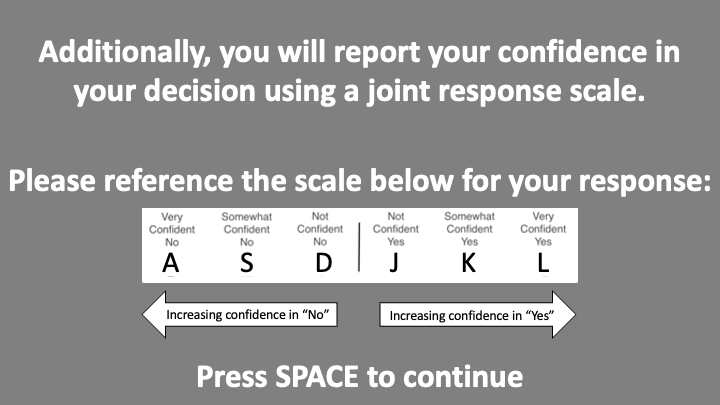 Additionally, you will report your confidence in
your decision using a joint response scale.
Please reference the scale below for your response:
Very Confident No
Somewhat Confident No
Not Confident No
Not Confident Yes
Somewhat Confident Yes
Very Confident Yes
A S D J K L
Increasing confidence in “No”
Increasing confidence in “Yes”
Press SPACE to continue